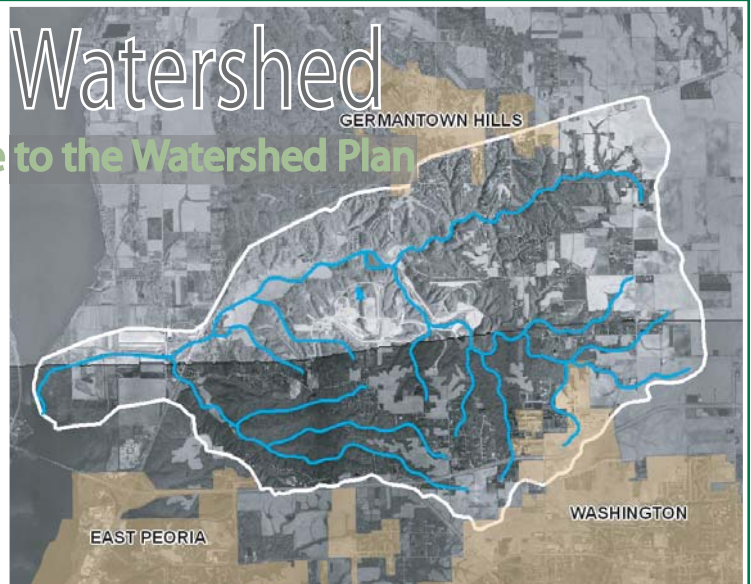 Watershed
e to the Watershed Plan
GERMANTOWN HILLS
WASHINGTON
EAST PEORIA